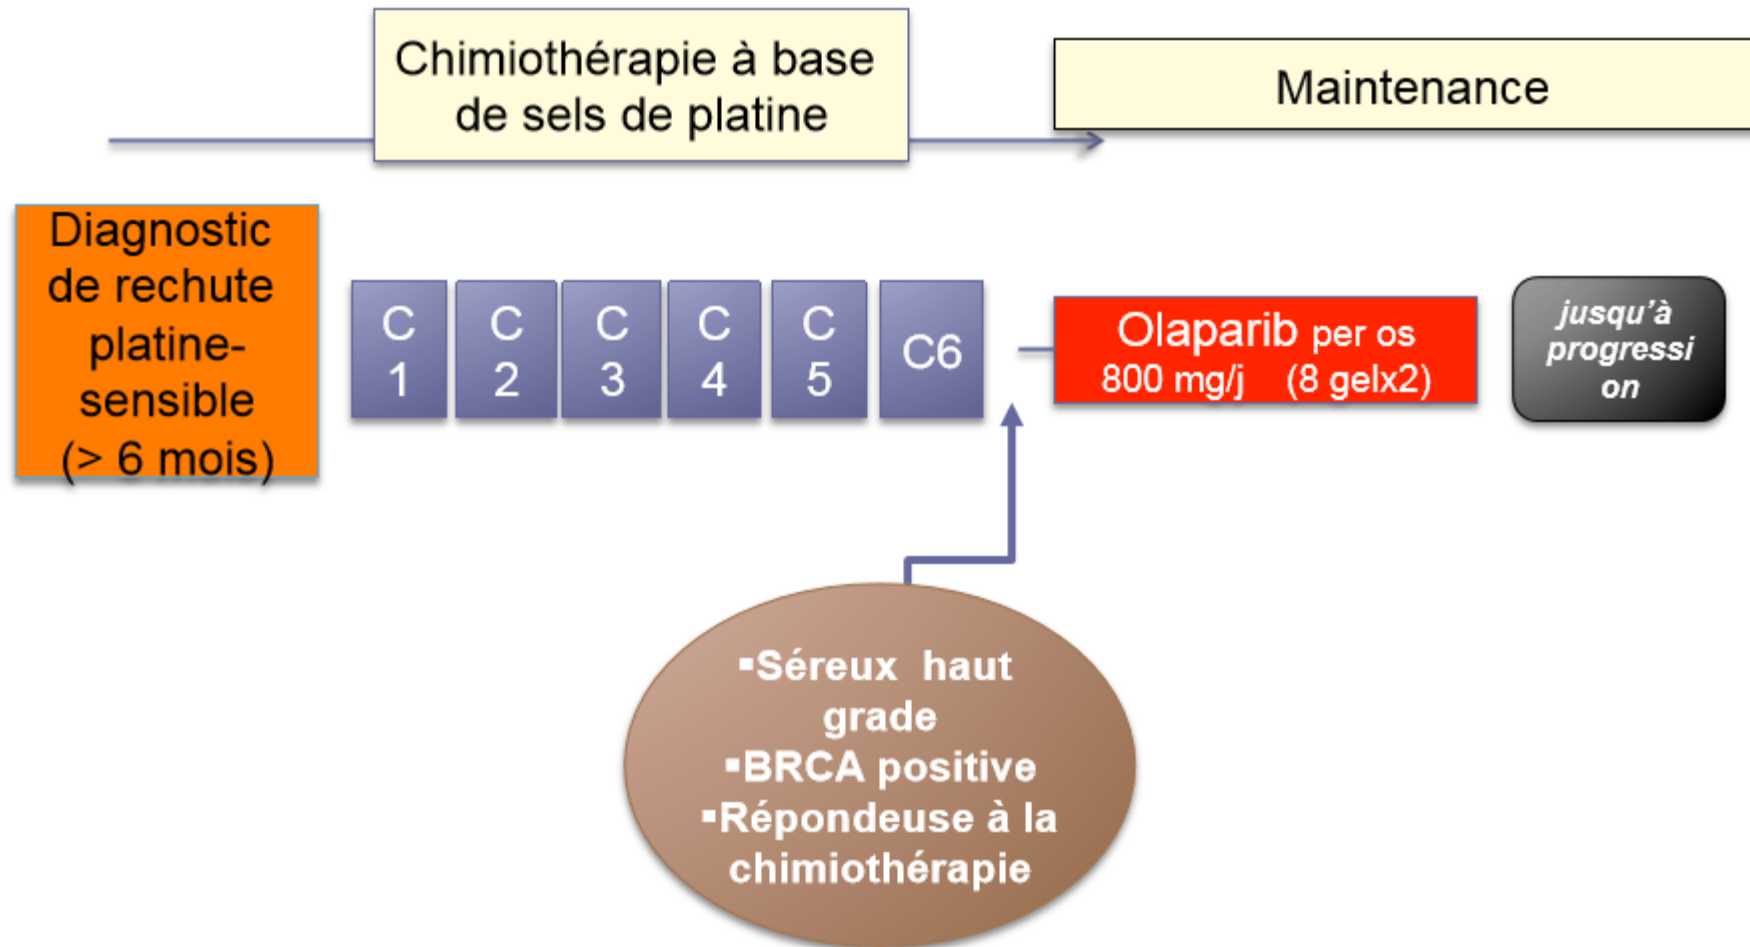 Chimiothérapie à base
de sels de platine
Maintenance
Diagnostic
de rechute
platine-
sensible
(> 6 mois)
C
1
C
2
C
3
C
4
C
5
C6
Olaparib per os
800 mg/j (8 gelx2)
jusqu'à
progressi
on
▪Séreux haut
grade
▪BRCA positive
▪Répondeuse à la
chimiothérapie